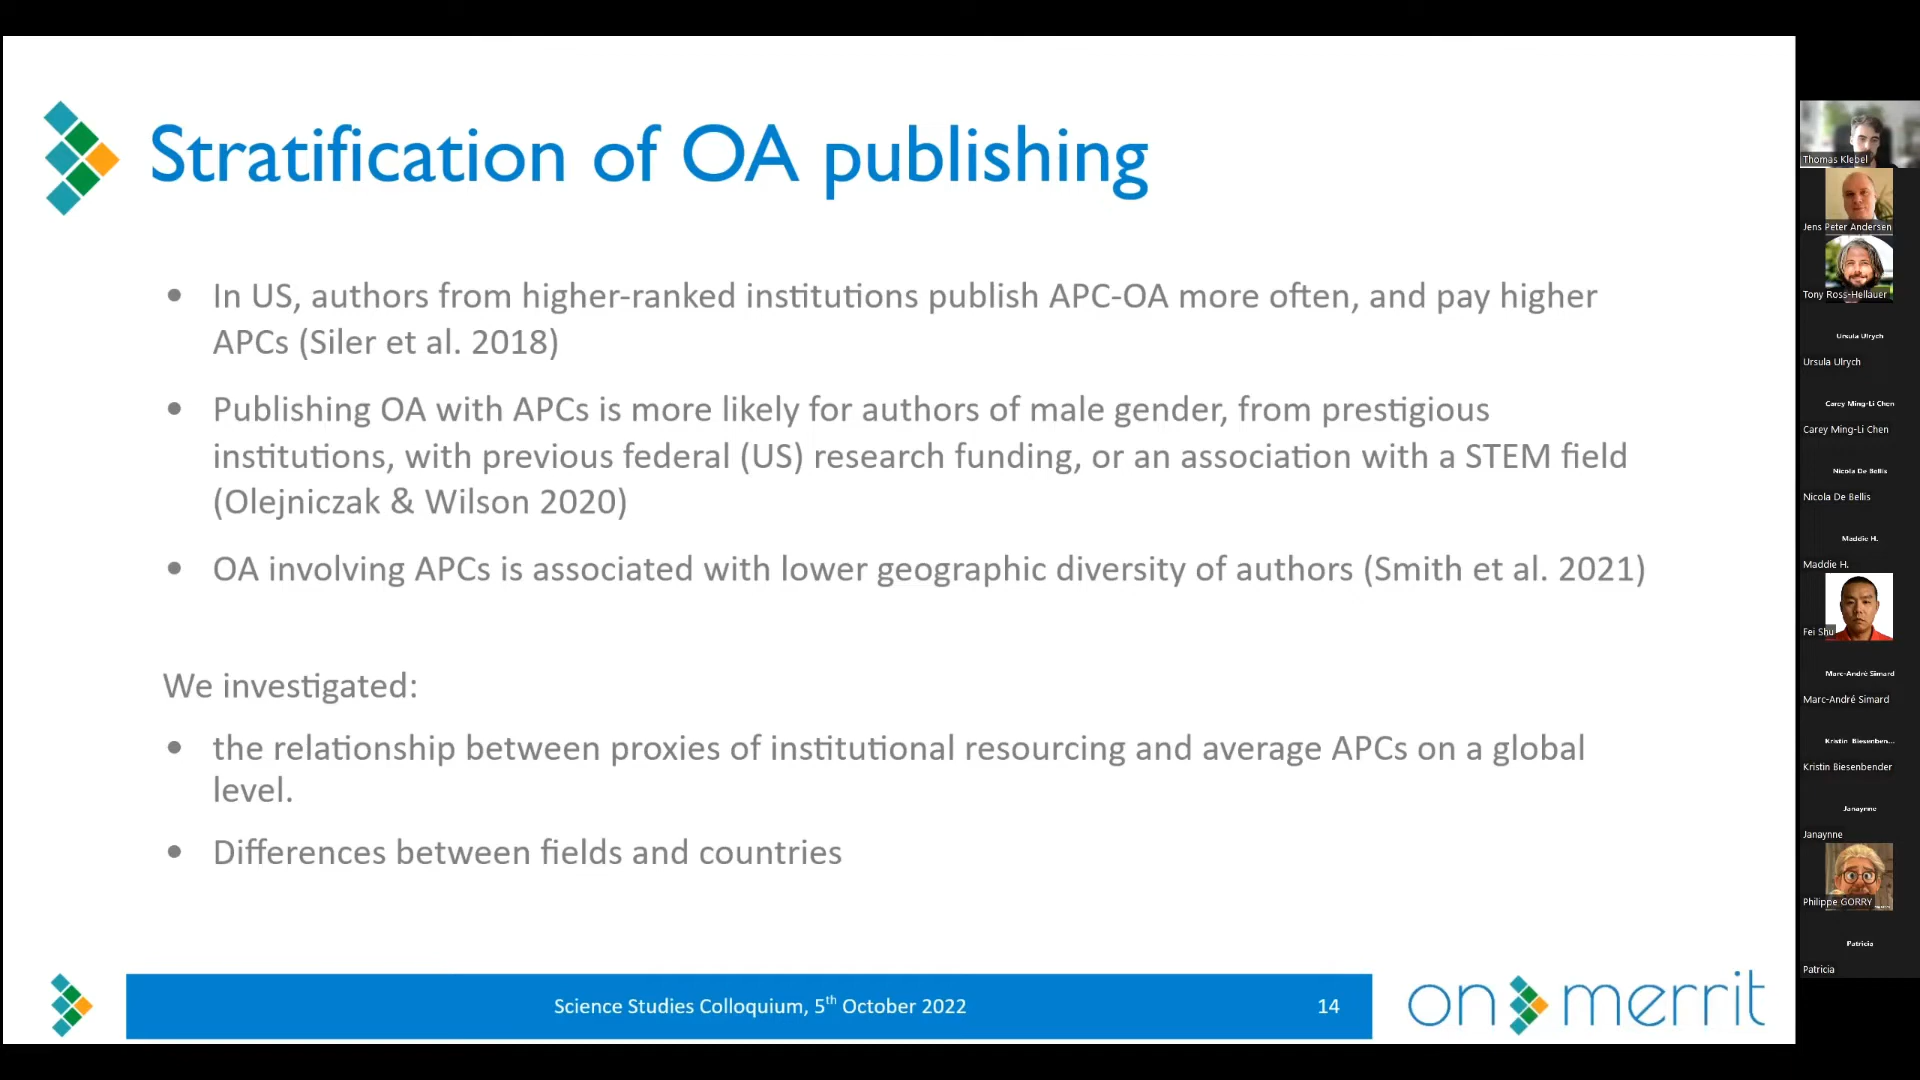 Stratification of OA publishing
• In US, authors from higher-ranked institutions publish APC-OA more often, and pay higher
APCs (Siler et al. 2018)
• Publishing OA with APCs is more likely for authors of male gender, from prestigious
institutions, with previous federal (US) research funding, or an association with a STEM field
(Olejniczak & Wilson 2020)
• OA involving APCs is associated with lower geographic diversity of authors (Smith et al. 2021)
We investigated:
• the relationship between proxies of institutional resourcing and average APCs on a global
level.
• Differences between fields and countries
Science Studies Colloquium, 5th October 2022
14
on merrit
Thomas Klebel
Jens Peter Andersen
Tony Ross-Hellauer
Ursula Ulrych
Ursula Ulrych
Carey Ming-Li Chen
Carey Ming-Li Chen
Nicola De Bellis
Nicola De Bellis
Maddie H.
Maddie H.
Fei Shu
Marc-André Simard
Marc-André Simard
Kristin Biesenben...
Kristin Biesenbender
Janaynne
Janaynne
Philippe GORRY
Patricia
Patricia